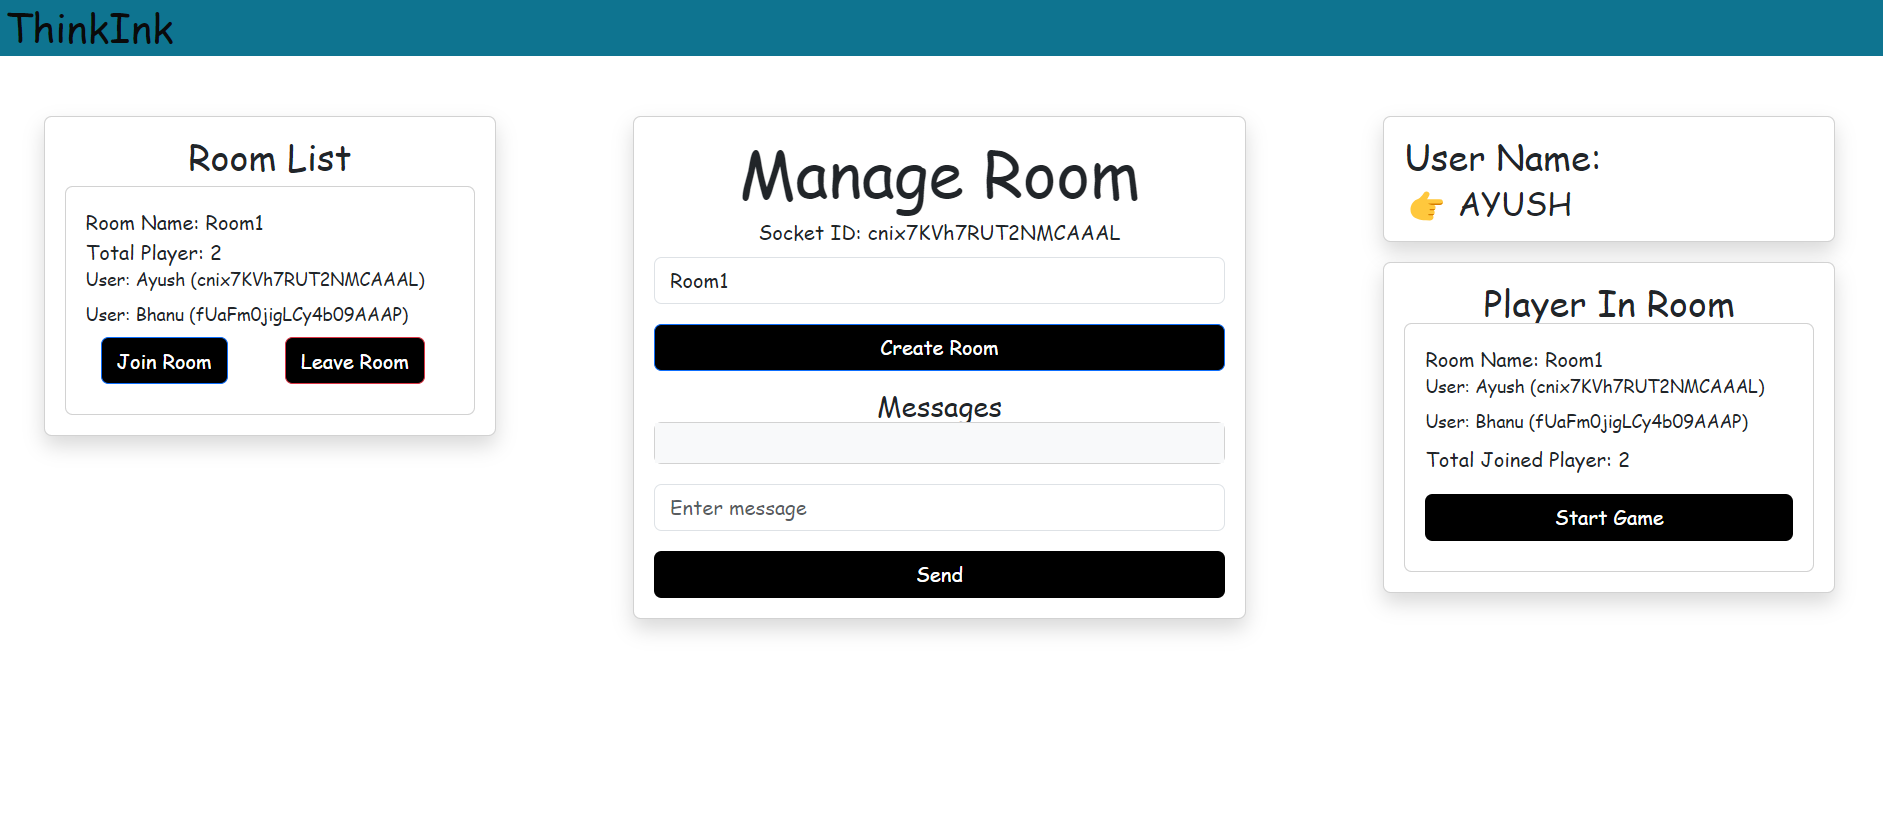 ThinkInk
Room List
Room Name: Room1
Total Player: 2
User: Ayush (cnix7KVh7RUT2NMCAAAL)
User: Bhanu (fUaFm0jigLCy4b09AAAP)
Join Room
Leave Room
Manage Room
Socket ID: cnix7KVh7RUT2NMCAAAL
Room1
Create Room
Messages
Enter message
Send
User Name:
👉 AYUSH
Player In Room
Room Name: Room1
User: Ayush (cnix7KVh7RUT2NMCAAAL)
User: Bhanu (fUaFm0jigLCy4b09AAAP)
Total Joined Player: 2
Start Game